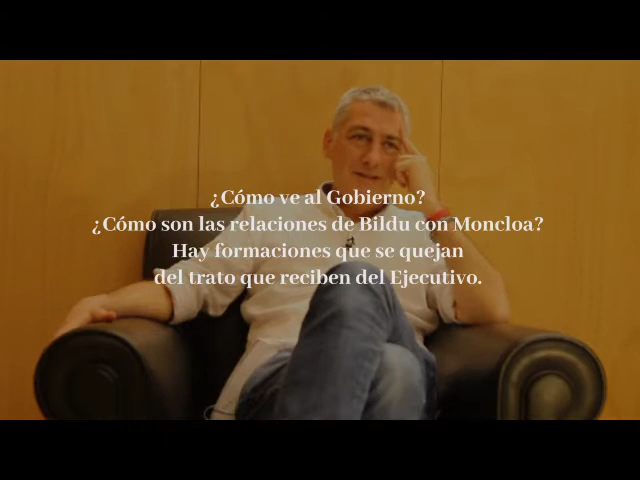 ¿Cómo ve al Gobierno?
¿Cómo son las relaciones de Bildu con Moncloa?
Hay formaciones que se quejan
del trato que reciben del Ejecutivo.